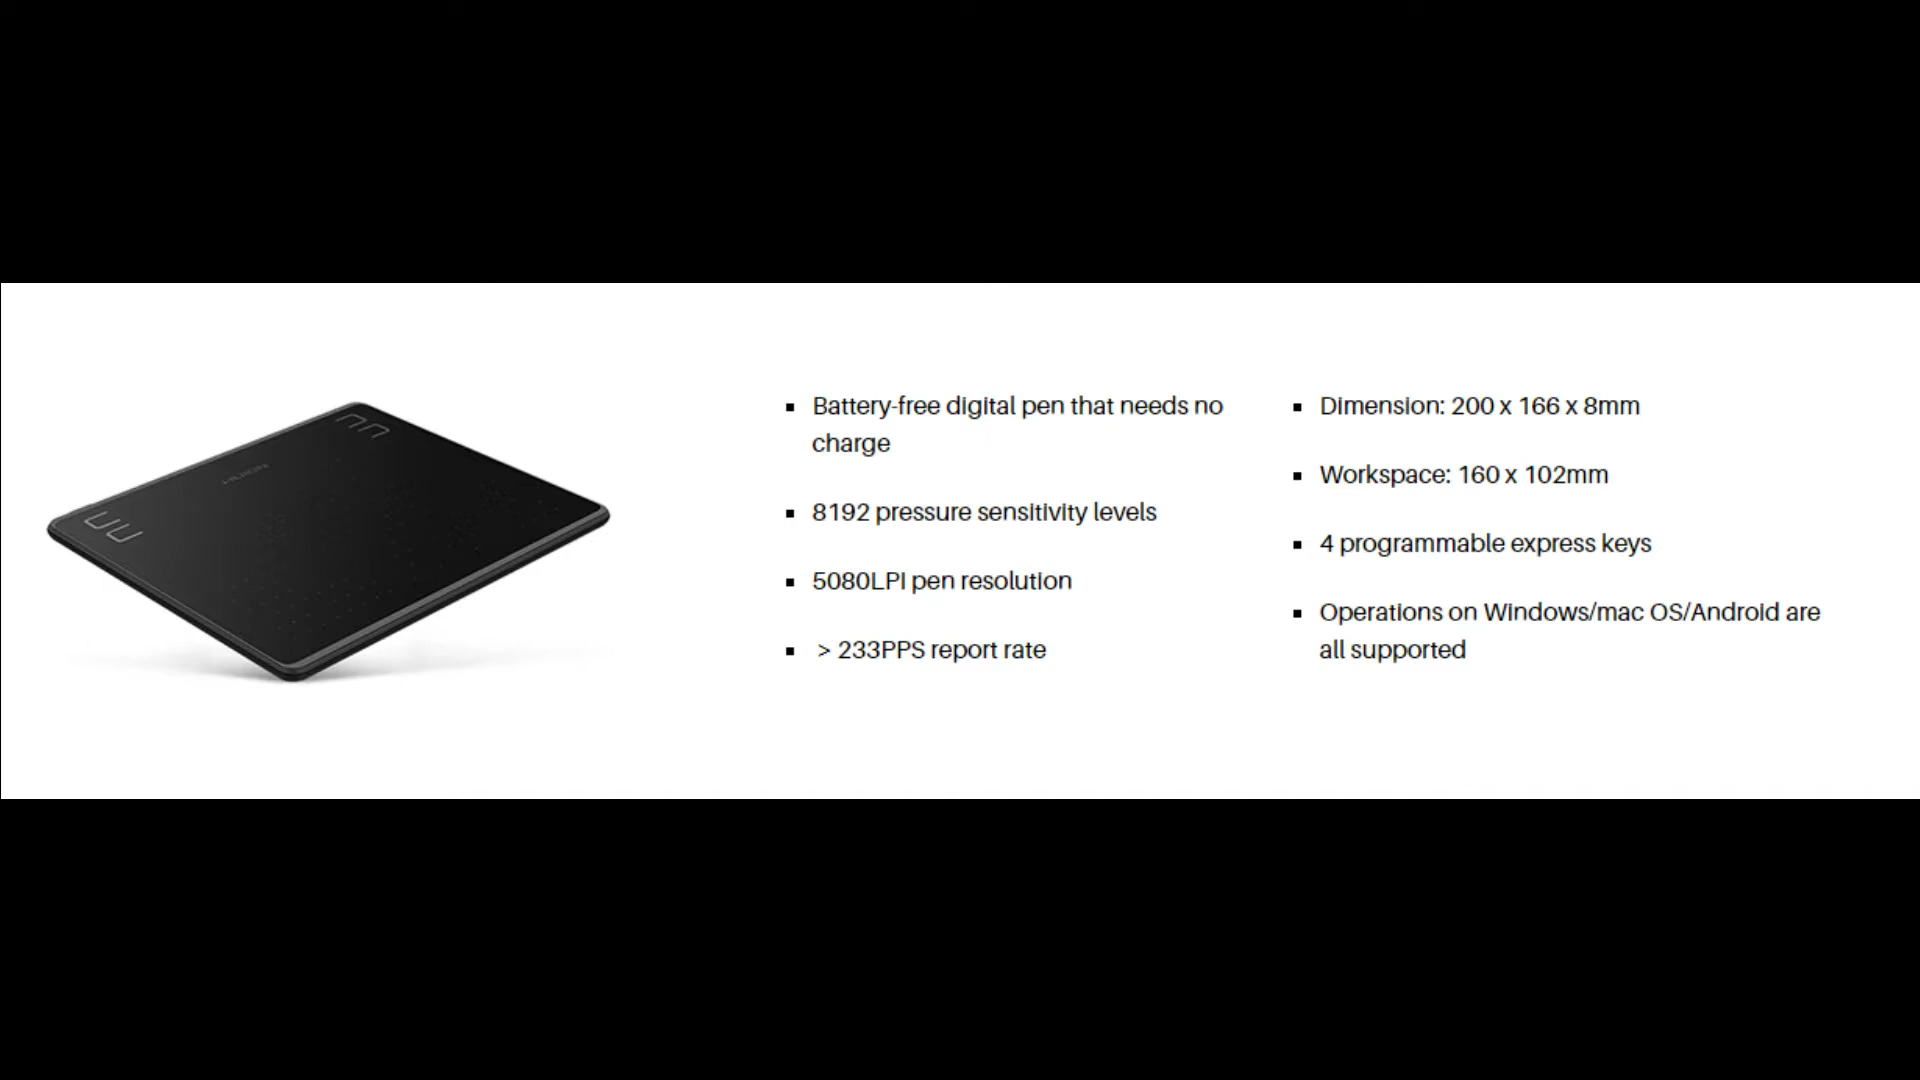 HUION
Battery-free digital pen that needs no
charge
8192 pressure sensitivity levels
5080LPI pen resolution
> 233PPS report rate
Dimension: 200 x 166 x 8mm
Workspace: 160 x 102mm
4 programmable express keys
Operations on Windows/mac OS/Android are
all supported